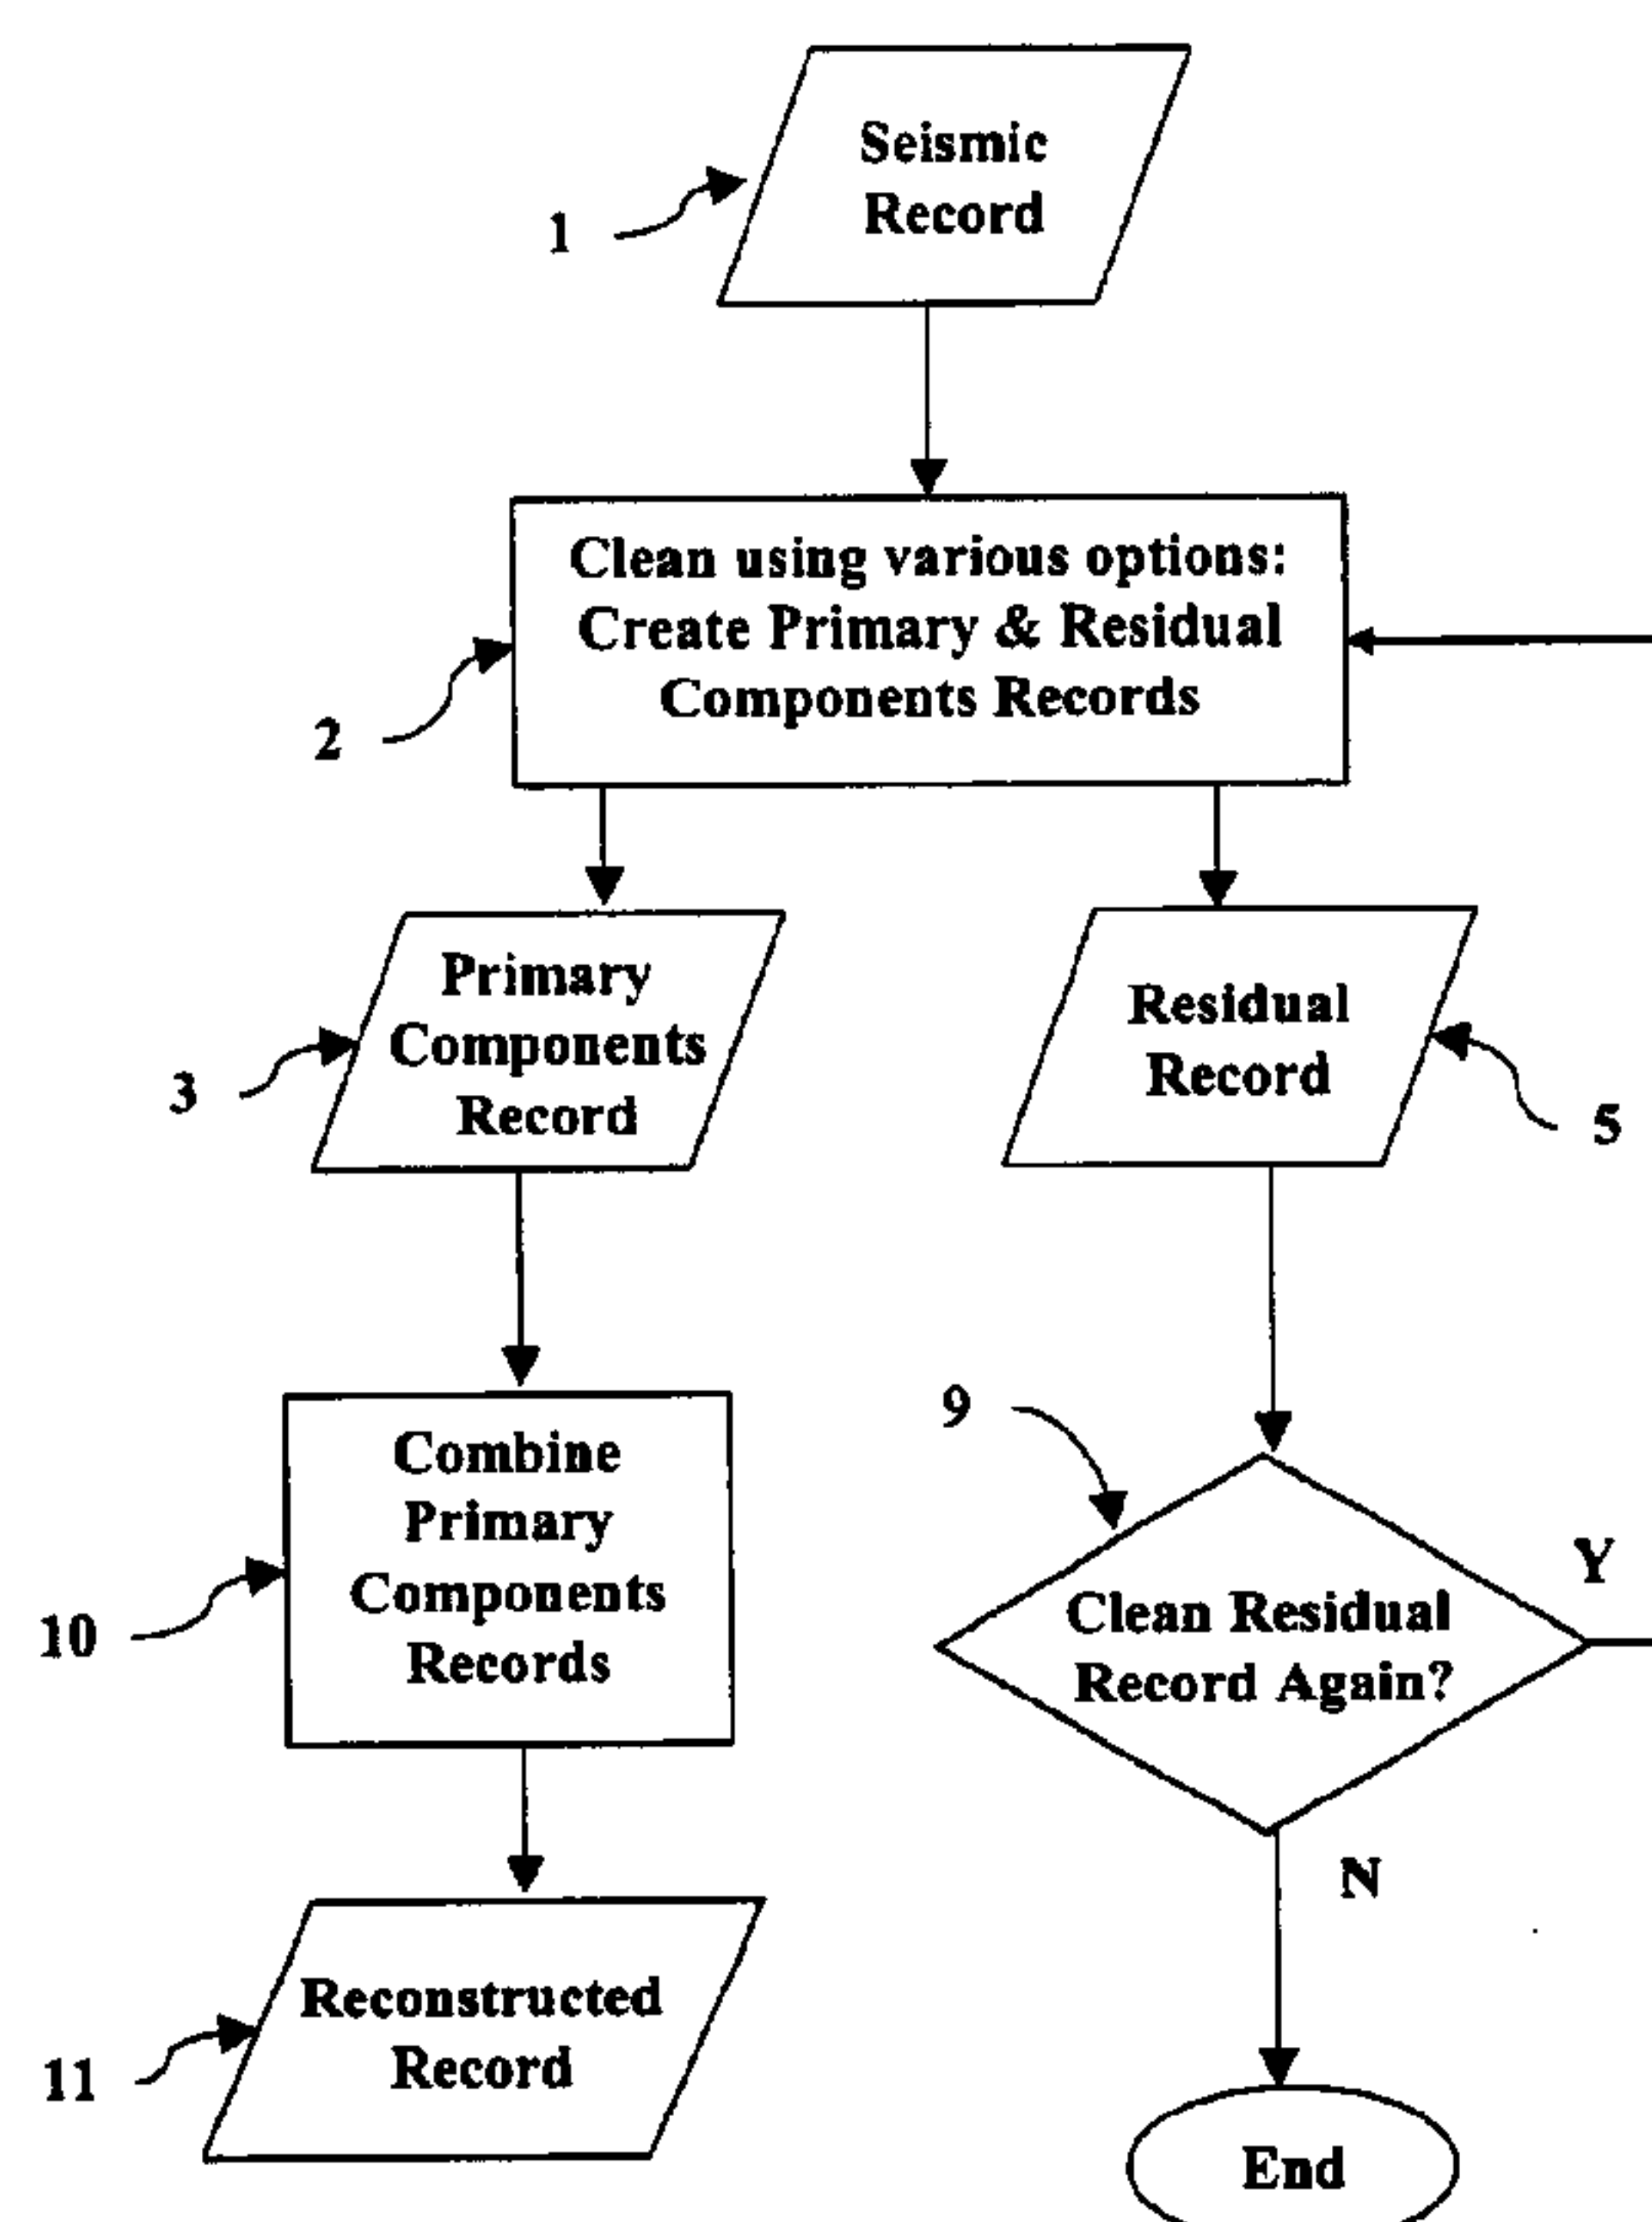 Seismic
Record
1
Clean using various options:
Create Primary & Residual
Components Records
2
Primary
Components
Record
3
Residual
Record
5
Combine
Primary
Components
Records
10
9
Clean Residual
Record Again?
Y
N
Reconstructed
Record
11
End